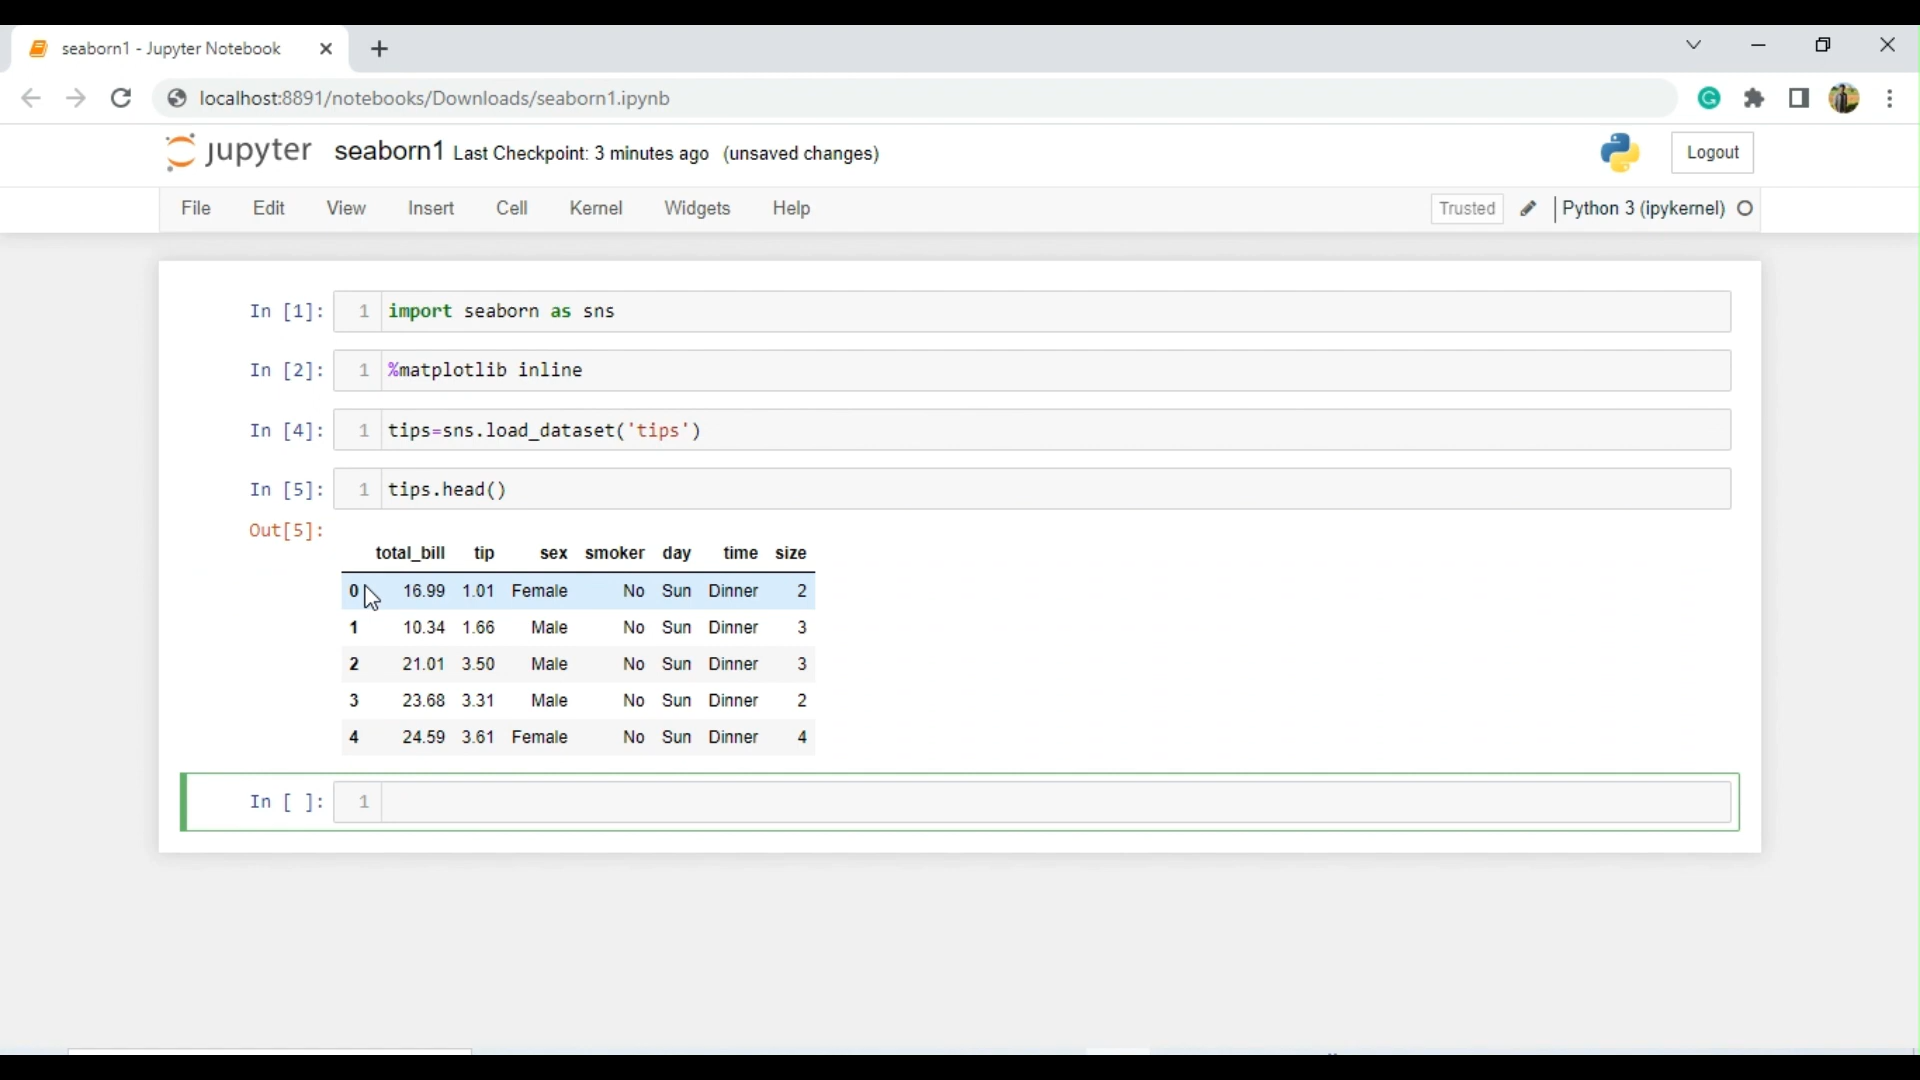 seaborn1 - Jupyter Notebook
localhost:8891/notebooks/Downloads/seaborn1.ipynb
jupyter seaborn1 Last Checkpoint: 3 minutes ago (unsaved changes)
Logout
File Edit View Insert Cell Kernel Widgets Help Trusted Python 3 (ipykernel)
In [1]: 1 import seaborn as sns
In [2]: 1 %matplotlib inline
In [4]: 1 tips=sns.load_dataset('tips')
In [5]: 1 tips.head()
Out[5]:
total_bill tip sex smoker day time size
0 16.99 1.01 Female No Sun Dinner 2
1 10.34 1.66 Male No Sun Dinner 3
2 21.01 3.50 Male No Sun Dinner 3
3 23.68 3.31 Male No Sun Dinner 2
4 24.59 3.61 Female No Sun Dinner 4
In [ ]: 1